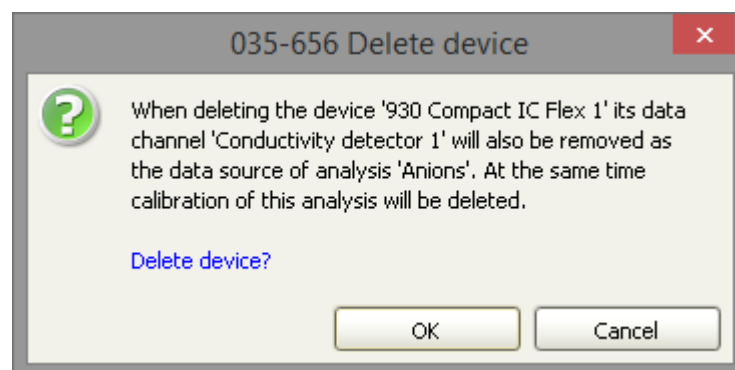 035-656 Delete device
When deleting the device '930 Compact IC Flex 1' its data
channel 'Conductivity detector 1' will also be removed as
the data source of analysis 'Anions'. At the same time
calibration of this analysis will be deleted.
Delete device?
OK
Cancel